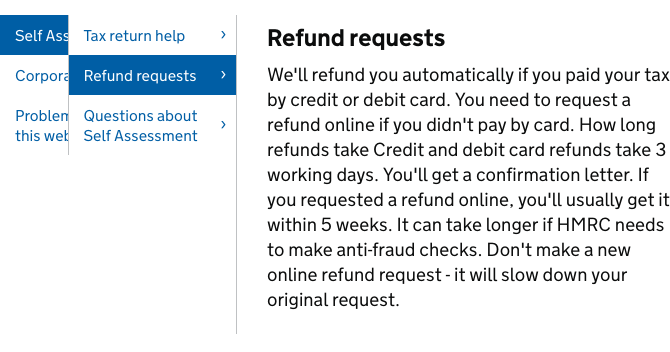 Self Ass
Corpora
Problem
this web
Tax return help
Refund requests
Questions about
Self Assessment
Refund requests
We'll refund you automatically if you paid your tax
by credit or debit card. You need to request a
refund online if you didn't pay by card. How long
refunds take Credit and debit card refunds take 3
working days. You'll get a confirmation letter. If
you requested a refund online, you'll usually get it
within 5 weeks. It can take longer if HMRC needs
to make anti-fraud checks. Don't make a new
online refund request - it will slow down your
original request.